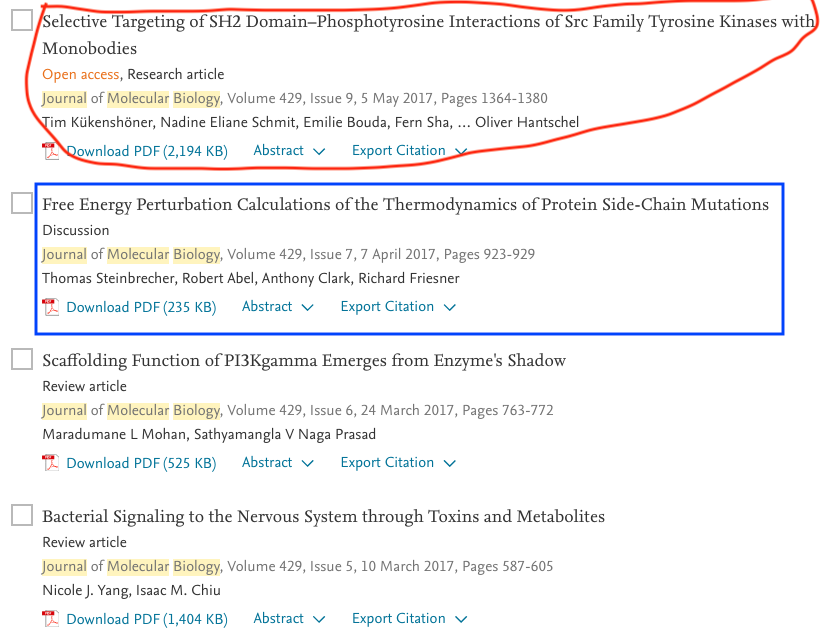 Selective Targeting of SH2 Domain–Phosphotyrosine Interactions of Src Family Tyrosine Kinases with
Monobodies
Open access, Research article
Journal of Molecular Biology, Volume 429, Issue 9, 5 May 2017, Pages 1364-1380
Tim Kükenshöner, Nadine Eliane Schmit, Emilie Bouda, Fern Sha, ... Oliver Hantschel
Download PDF (2,194 KB) Abstract Export Citation
Free Energy Perturbation Calculations of the Thermodynamics of Protein Side-Chain Mutations
Discussion
Journal of Molecular Biology, Volume 429, Issue 7, 7 April 2017, Pages 923-929
Thomas Steinbrecher, Robert Abel, Anthony Clark, Richard Friesner
Download PDF (235 KB) Abstract Export Citation
Scaffolding Function of PI3Kgamma Emerges from Enzyme's Shadow
Review article
Journal of Molecular Biology, Volume 429, Issue 6, 24 March 2017, Pages 763-772
Maradumane L Mohan, Sathyamangla V Naga Prasad
Download PDF (525 KB) Abstract Export Citation
Bacterial Signaling to the Nervous System through Toxins and Metabolites
Review article
Journal of Molecular Biology, Volume 429, Issue 5, 10 March 2017, Pages 587-605
Nicole J. Yang, Isaac M. Chiu
Download PDF (1,404 KB) Abstract Export Citation